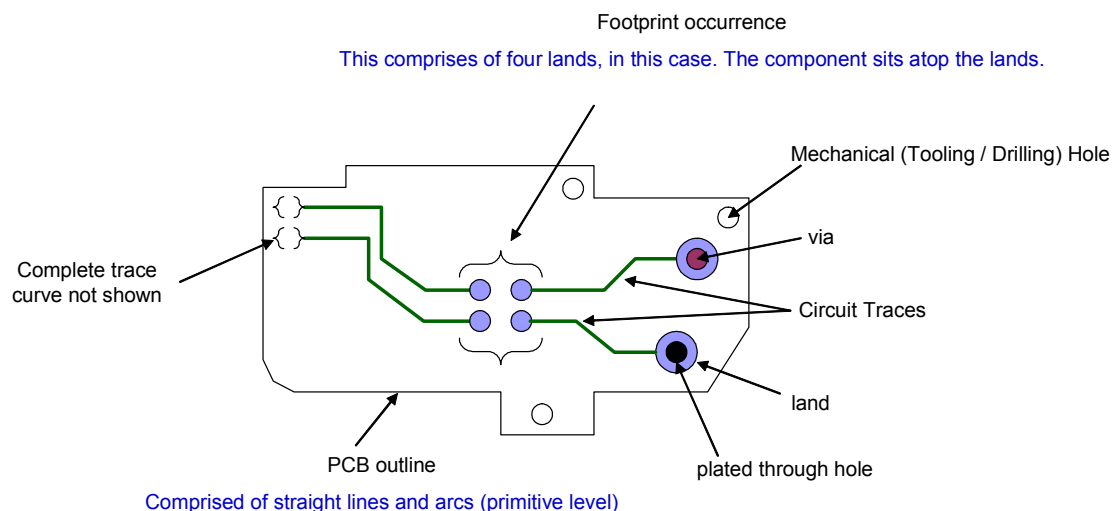 Footprint occurrence
This comprises of four lands, in this case. The component sits atop the lands.
Mechanical (Tooling / Drilling) Hole
via
Complete trace
curve not shown
Circuit Traces
land
PCB outline
plated through hole
Comprised of straight lines and arcs (primitive level)